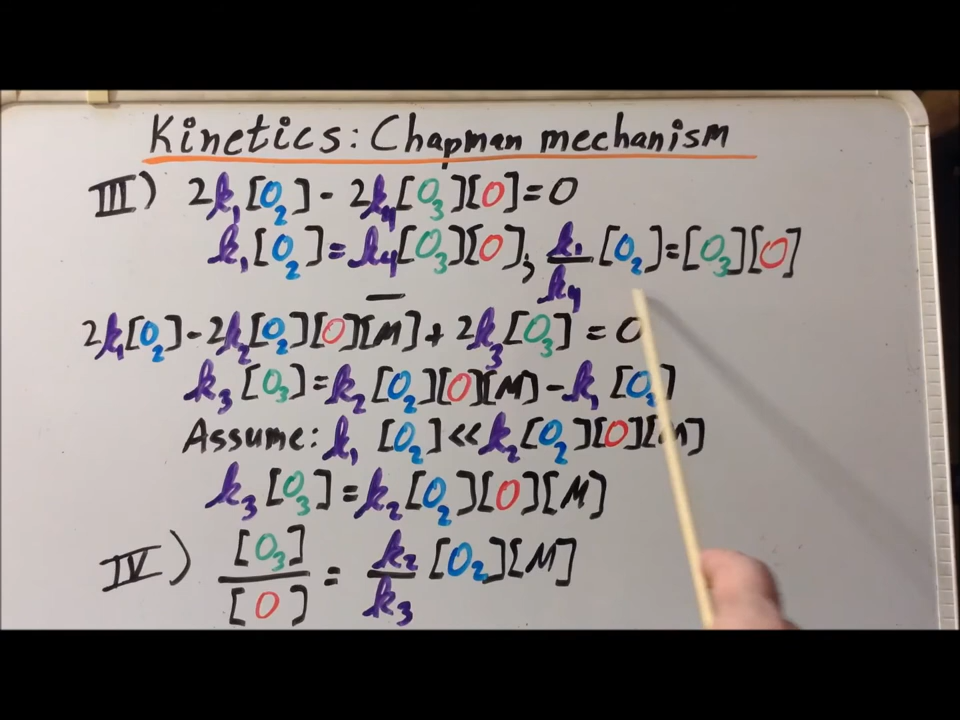 Kinetics: Chapman mechanism
III) 2k₁[O₂] - 2k₄[O₃][O] = 0
k₁[O₂] = k₄[O₃][O]; k₁/k₄ [O₂] = [O₃][O]
2k₁[O₂] - 2k₂[O₂][O][M] + 2k₃[O₃] = 0
k₃[O₃] = k₂[O₂][O][M] - k₁[O₂]
Assume: k₁[O₂] << k₂[O₂][O][M]
k₃[O₃] = k₂[O₂][O][M]
IV) [O₃]/[O] = k₂/k₃ [O₂][M]